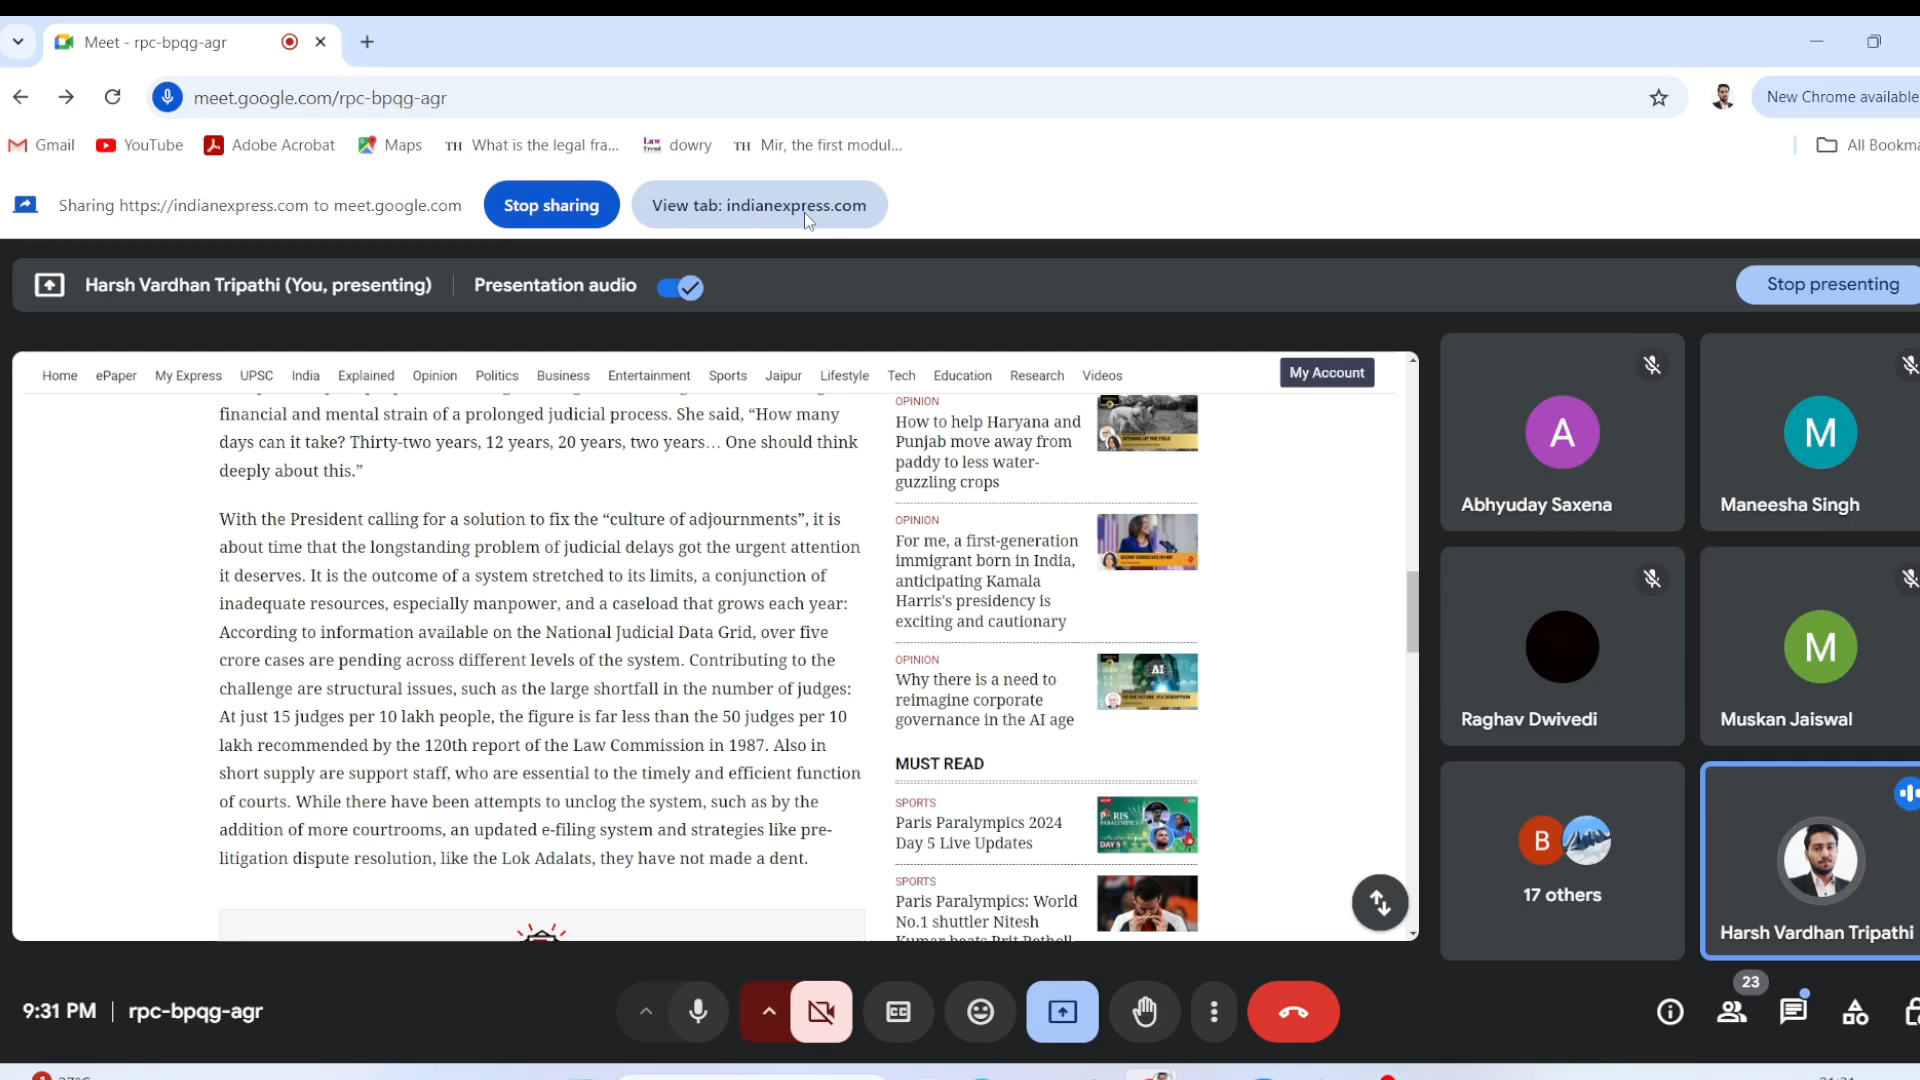 Meet - rpc-bpqg-agr
meet.google.com/rpc-bpqg-agr
New Chrome available
Gmail
YouTube
Adobe Acrobat
Maps
TH What is the legal fra...
Law Trend dowry
TH Mir, the first modul...
All Bookma
Sharing https://indianexpress.com to meet.google.com
Stop sharing
View tab: indianexpress.com
Harsh Vardhan Tripathi (You, presenting)
Presentation audio
Stop presenting
Home ePaper My Express UPSC India Explained Opinion Politics Business Entertainment Sports Jaipur Lifestyle Tech Education Research Videos
My Account
financial and mental strain of a prolonged judicial process. She said, “How many
days can it take? Thirty-two years, 12 years, 20 years, two years… One should think
deeply about this.”
With the President calling for a solution to fix the “culture of adjournments”, it is
about time that the longstanding problem of judicial delays got the urgent attention
it deserves. It is the outcome of a system stretched to its limits, a conjunction of
inadequate resources, especially manpower, and a caseload that grows each year:
According to information available on the National Judicial Data Grid, over five
crore cases are pending across different levels of the system. Contributing to the
challenge are structural issues, such as the large shortfall in the number of judges:
At just 15 judges per 10 lakh people, the figure is far less than the 50 judges per 10
lakh recommended by the 120th report of the Law Commission in 1987. Also in
short supply are support staff, who are essential to the timely and efficient function
of courts. While there have been attempts to unclog the system, such as by the
addition of more courtrooms, an updated e-filing system and strategies like pre-
litigation dispute resolution, like the Lok Adalats, they have not made a dent.
OPINION
How to help Haryana and
Punjab move away from
paddy to less water-
guzzling crops
OPENING UP THE FIELD
OPINION
For me, a first-generation
immigrant born in India,
anticipating Kamala
Harris's presidency is
exciting and cautionary
OPINION
Why there is a need to
reimagine corporate
governance in the AI age
AI
MUST READ
SPORTS
Paris Paralympics 2024
Day 5 Live Updates
DAY 5
SPORTS
Paris Paralympics: World
No.1 shuttler Nitesh
Kumar beats Brit Bethell
A
Abhyuday Saxena
M
Maneesha Singh
Raghav Dwivedi
M
Muskan Jaiswal
B
17 others
Harsh Vardhan Tripathi
9:31 PM
rpc-bpqg-agr
CC
23